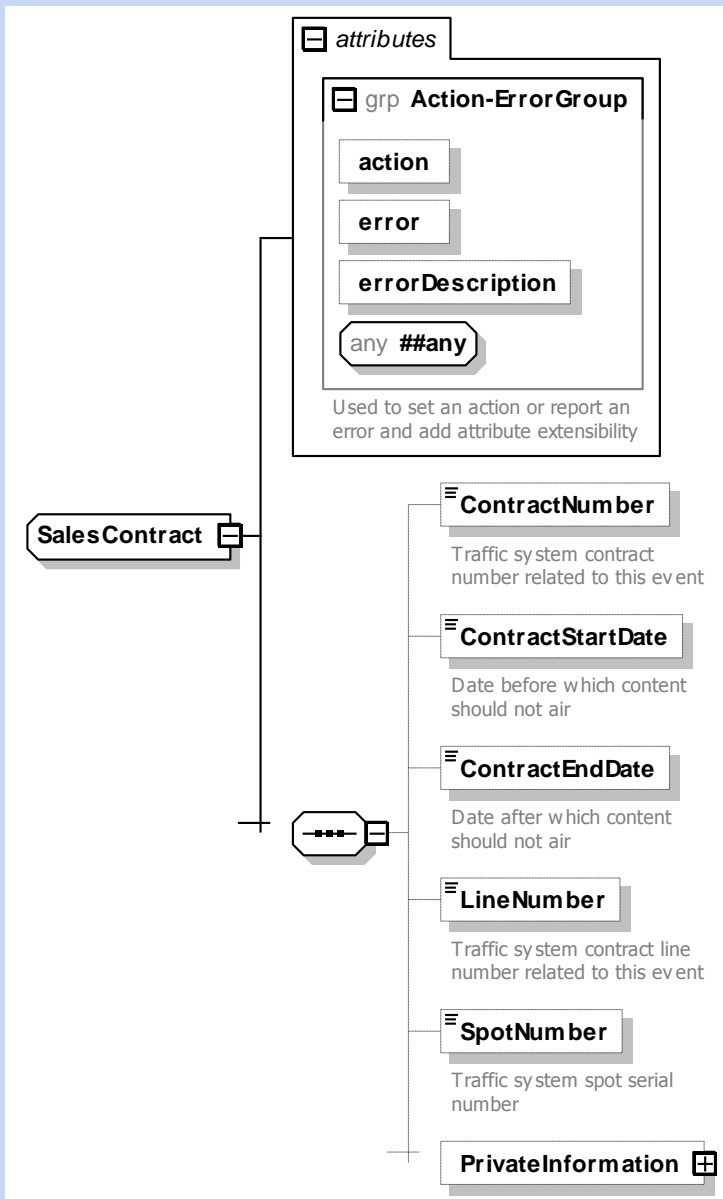 attributes
grp Action-ErrorGroup
action
error
errorDescription
any ##any
Used to set an action or report an
error and add attribute extensibility
SalesContract
ContractNumber
Traffic system contract
number related to this event
ContractStartDate
Date before which content
should not air
ContractEndDate
Date after which content
should not air
LineNumber
Traffic system contract line
number related to this event
SpotNumber
Traffic system spot serial
number
PrivateInformation